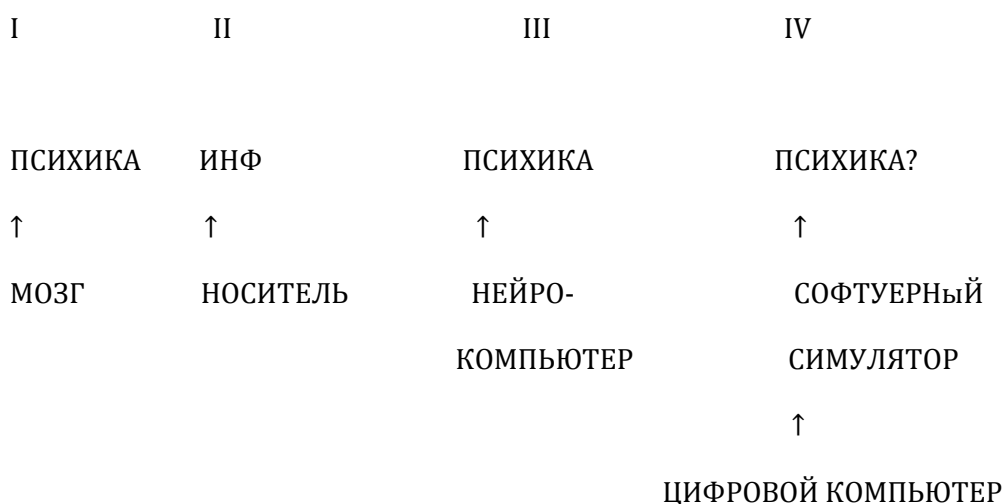 I II III IV
ПСИХИКА ИНФ ПСИХИКА ПСИХИКА?
↑ ↑ ↑ ↑
МОЗГ НОСИТЕЛЬ НЕЙРО- СОФТУЕРНыЙ
КОМПЬЮТЕР СИМУЛЯТОР
↑
ЦИФРОВОЙ КОМПЬЮТЕР